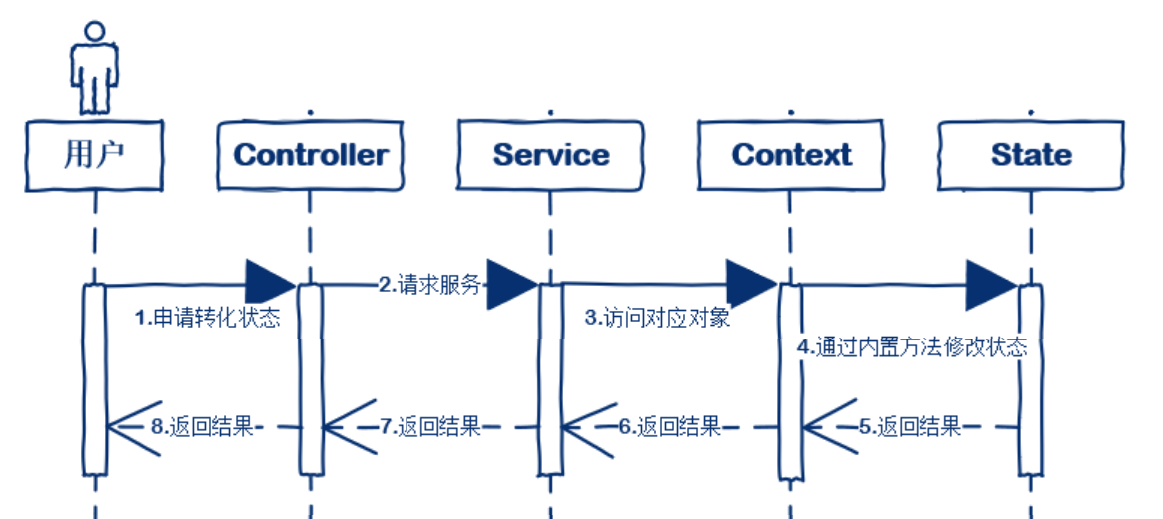 用户
Controller
Service
Context
State
1.申请转化状态
2.请求服务
3.访问对应对象
4.通过内置方法修改状态
8.返回结果
7.返回结果
6.返回结果
5.返回结果